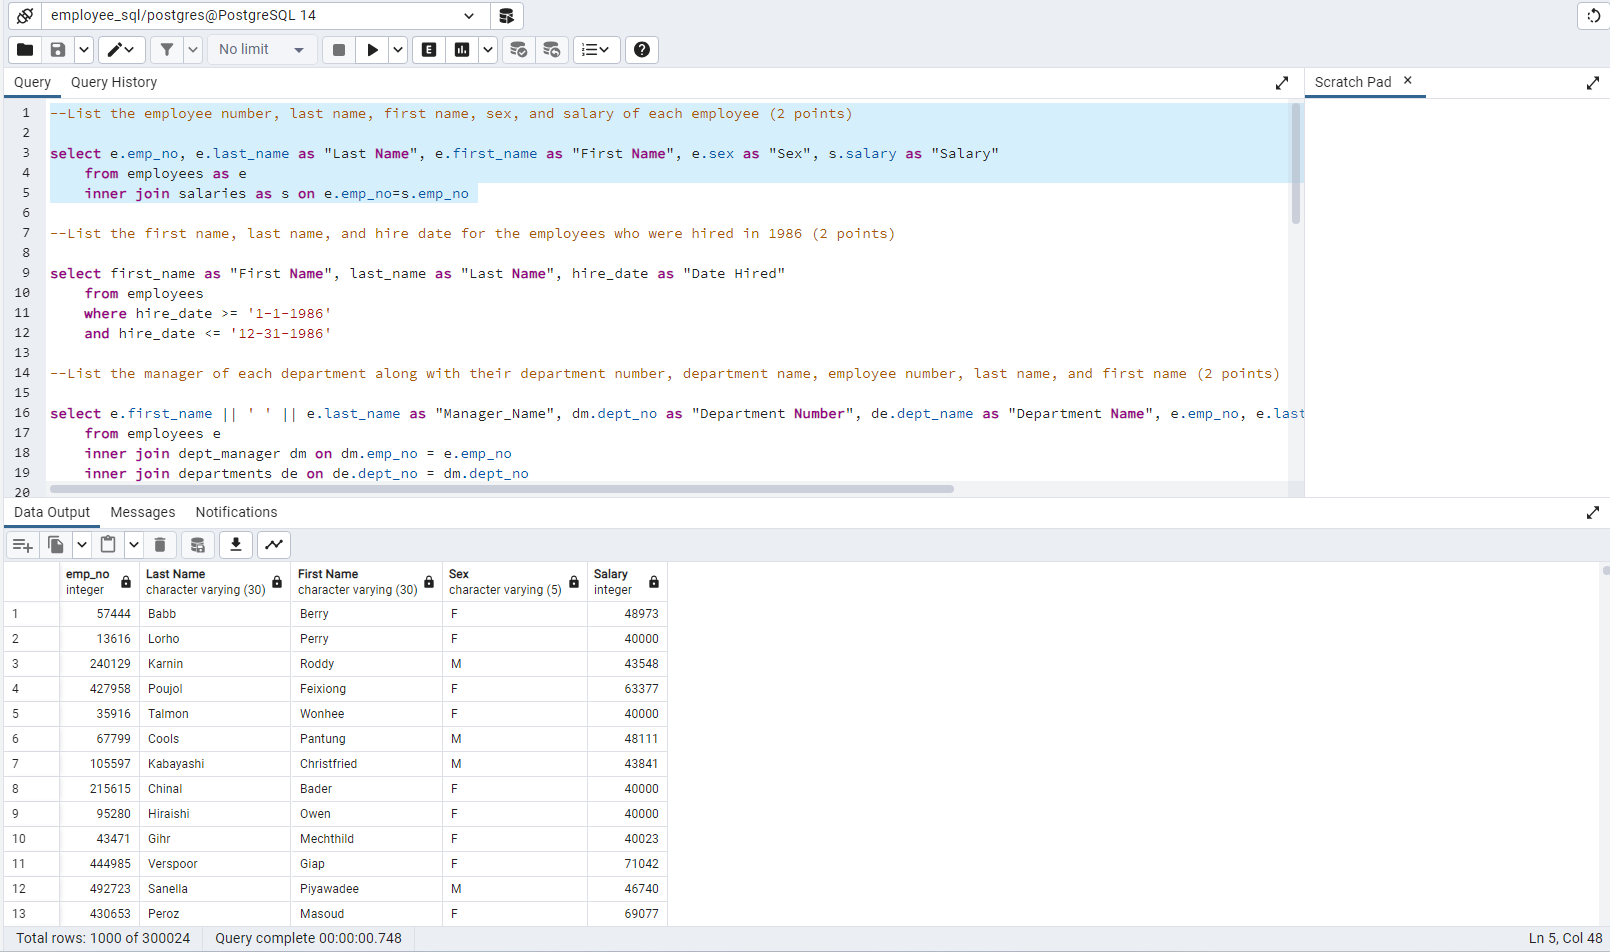 employee_sql/postgres@PostgreSQL 14
No limit
E
Query Query History
Scratch Pad ×
1 --List the employee number, last name, first name, sex, and salary of each employee (2 points)
2
3 select e.emp_no, e.last_name as "Last Name", e.first_name as "First Name", e.sex as "Sex", s.salary as "Salary"
4 from employees as e
5 inner join salaries as s on e.emp_no=s.emp_no
6
7 --List the first name, last name, and hire date for the employees who were hired in 1986 (2 points)
8
9 select first_name as "First Name", last_name as "Last Name", hire_date as "Date Hired"
10 from employees
11 where hire_date >= '1-1-1986'
12 and hire_date <= '12-31-1986'
13
14 --List the manager of each department along with their department number, department name, employee number, last name, and first name (2 points)
15
16 select e.first_name || ' ' || e.last_name as "Manager_Name", dm.dept_no as "Department Number", de.dept_name as "Department Name", e.emp_no, e.last
17 from employees e
18 inner join dept_manager dm on dm.emp_no = e.emp_no
19 inner join departments de on de.dept_no = dm.dept_no
20
Data Output Messages Notifications
emp_no Last Name First Name Sex Salary
integer character varying (30) character varying (30) character varying (5) integer
1 57444 Babb Berry F 48973
2 13616 Lorho Perry F 40000
3 240129 Karnin Roddy M 43548
4 427958 Poujol Feixiong F 63377
5 35916 Talmon Wonhee F 40000
6 67799 Cools Pantung M 48111
7 105597 Kabayashi Christfried M 43841
8 215615 Chinal Bader F 40000
9 95280 Hiraishi Owen F 40000
10 43471 Gihr Mechthild F 40023
11 444985 Verspoor Giap F 71042
12 492723 Sanella Piyawadee M 46740
13 430653 Peroz Masoud F 69077
Total rows: 1000 of 300024 Query complete 00:00:00.748 Ln 5, Col 48